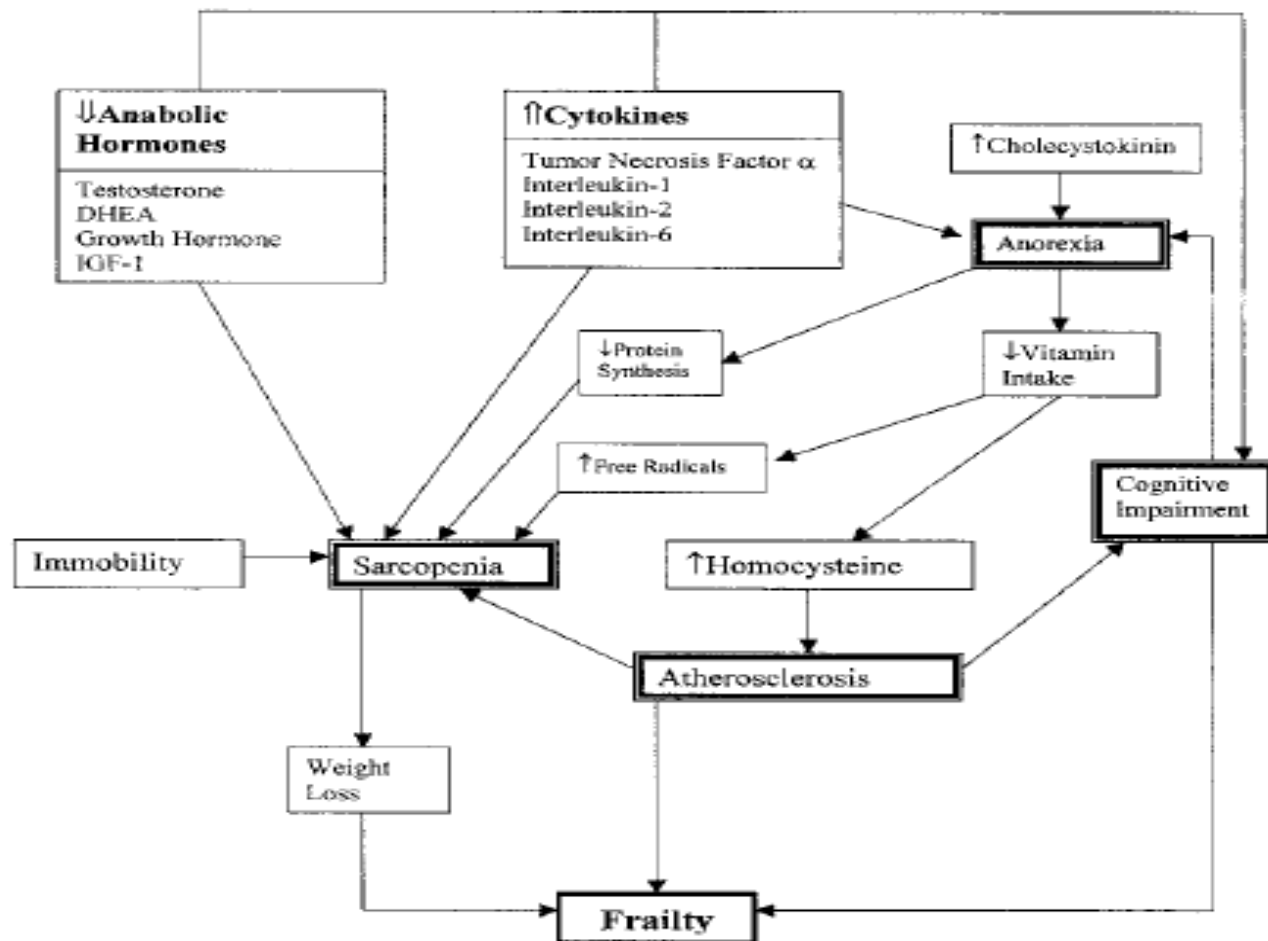 ⇓Anabolic
Hormones
Testosterone
DHEA
Growth Hormone
IGF-1
⇑Cytokines
Tumor Necrosis Factor α
Interleukin-1
Interleukin-2
Interleukin-6
↑Cholecystokinin
Anorexia
↓Protein
Synthesis
↓Vitamin
Intake
↑Free Radicals
Cognitive
Impairment
Immobility
Sarcopenia
↑Homocysteine
Atherosclerosis
Weight
Loss
Frailty